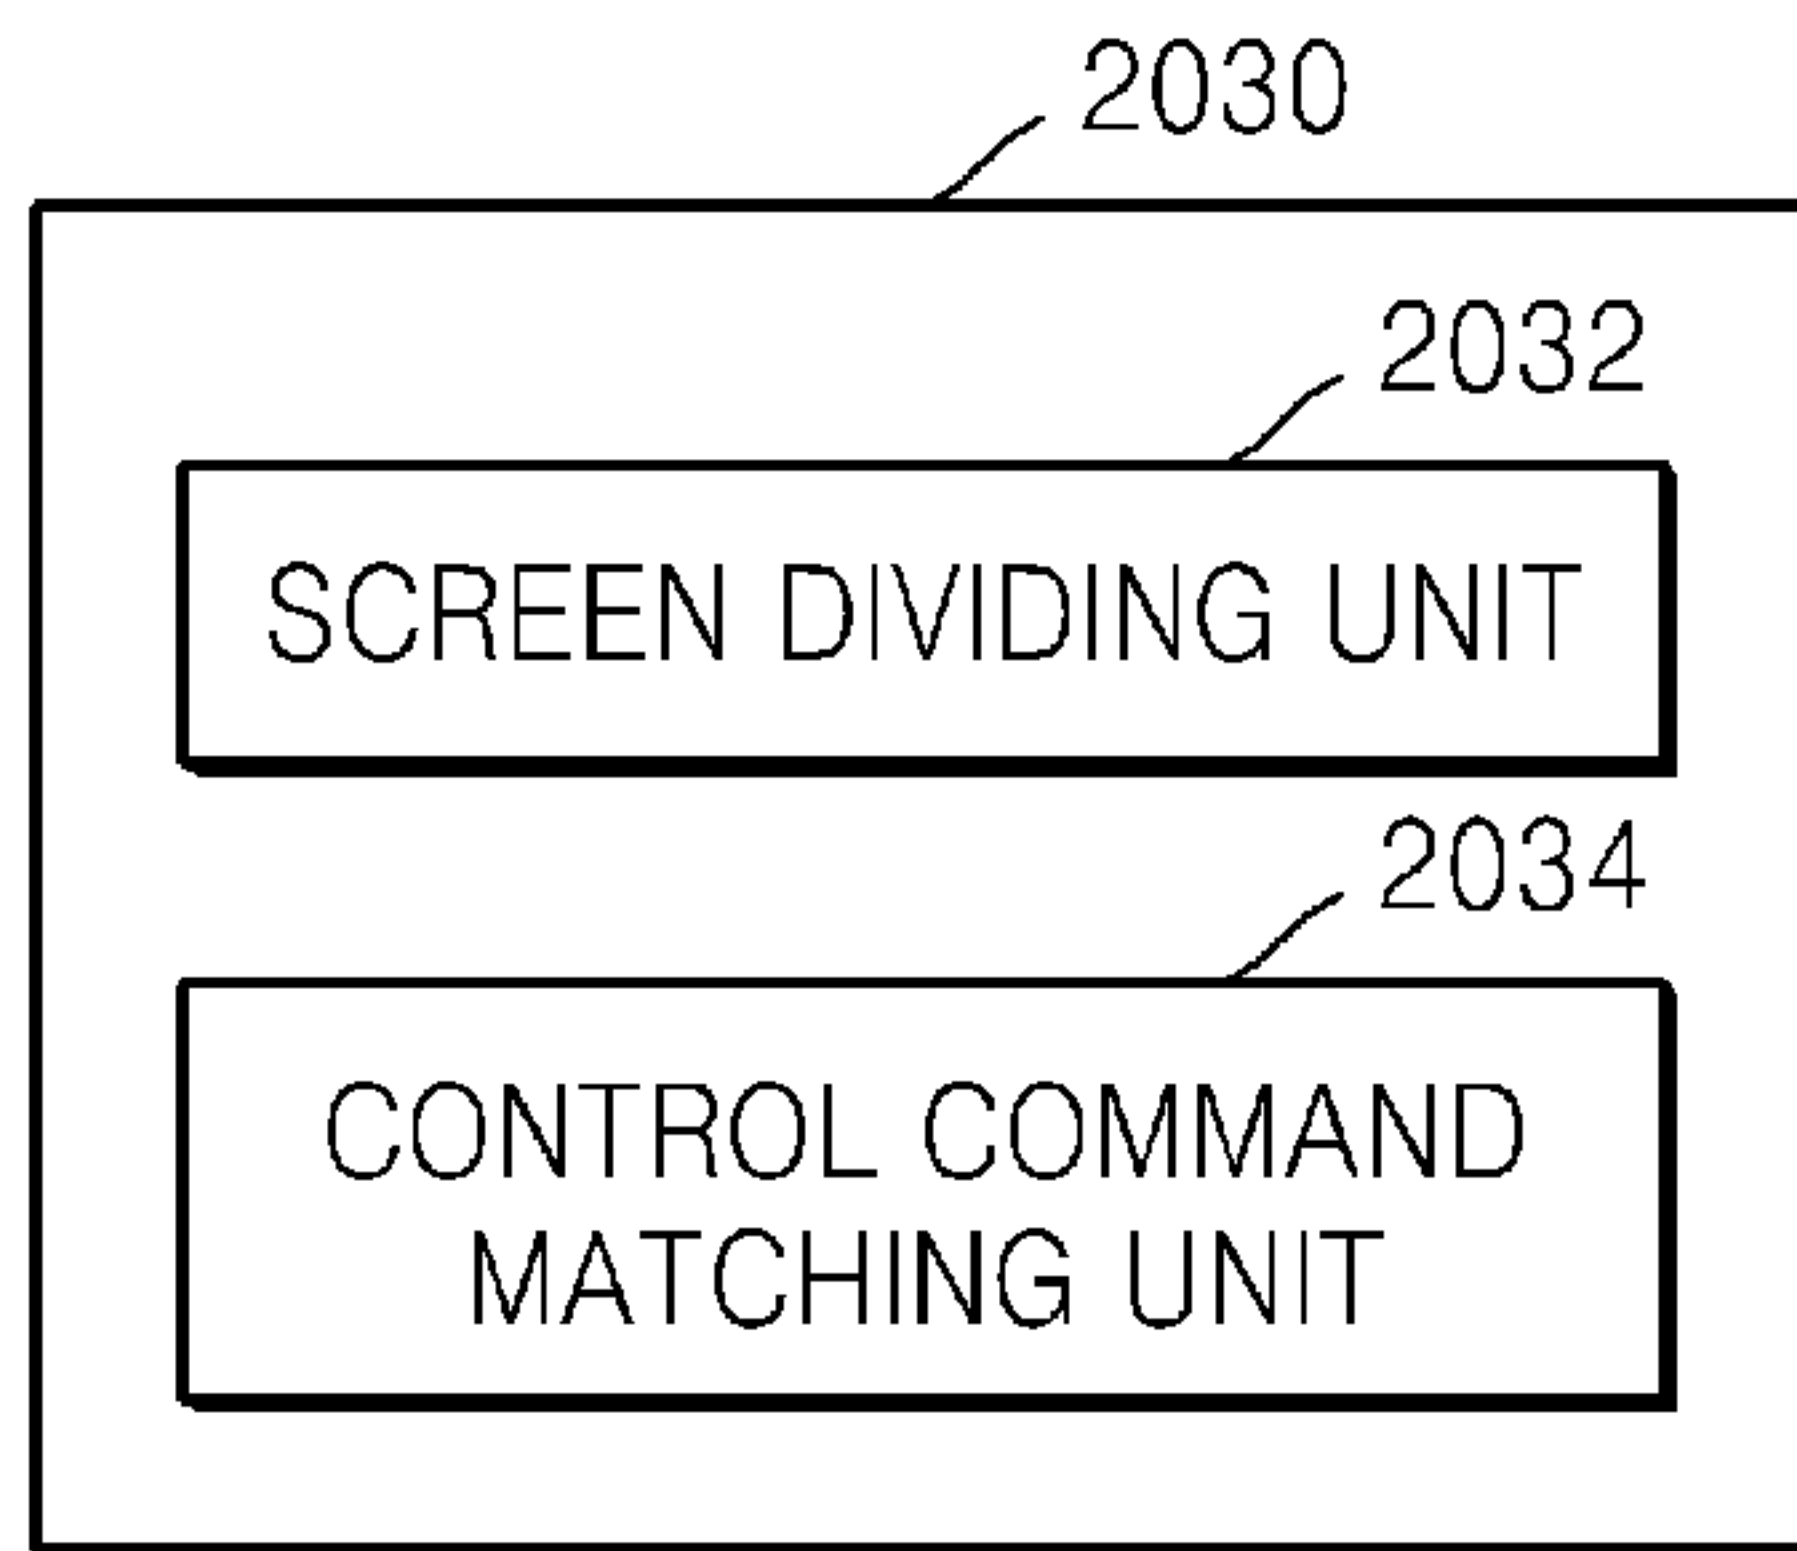 2030
2032
SCREEN DIVIDING UNIT
2034
CONTROL COMMAND
MATCHING UNIT